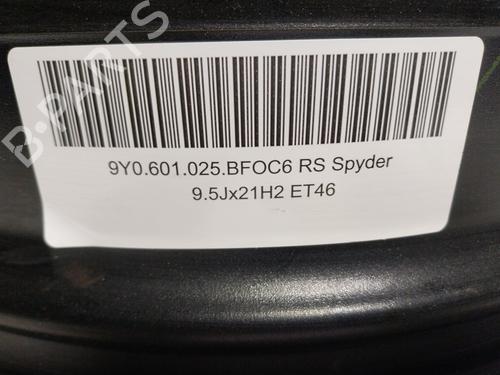 B-PARTS
9Y0.601.025.BFOC6 RS Spyder
9.5Jx21H2 ET46